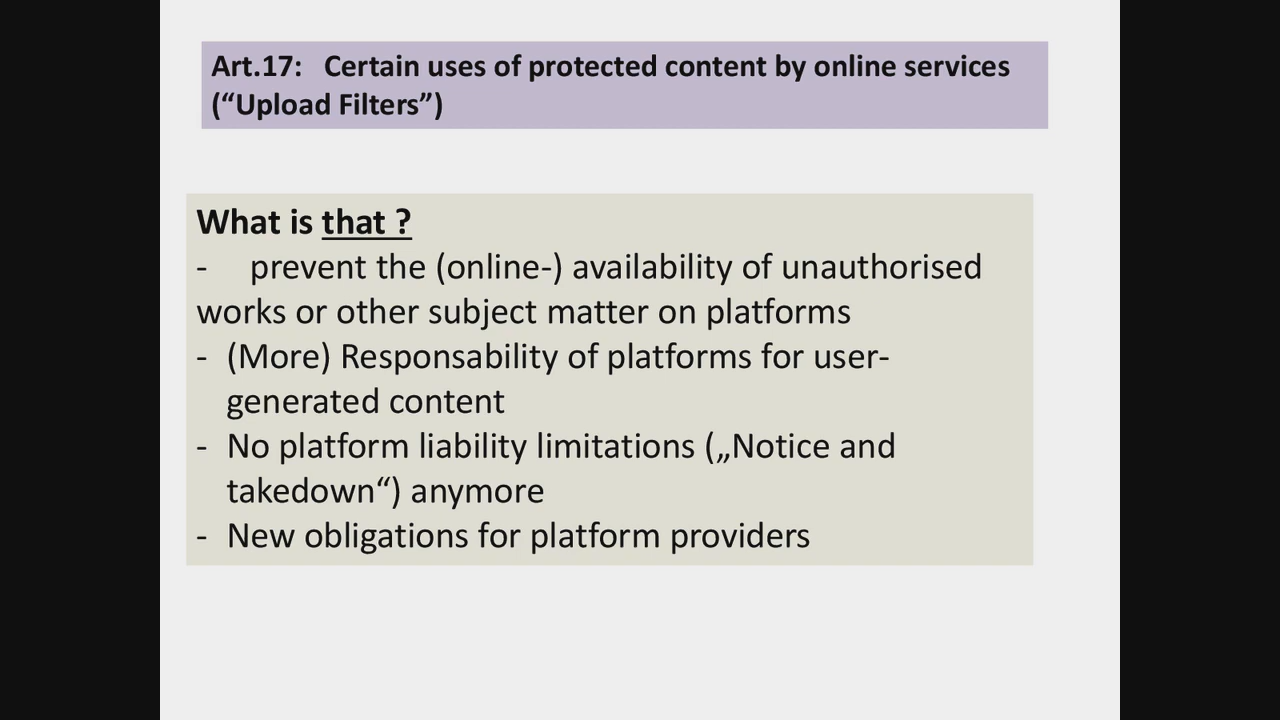 Art.17: Certain uses of protected content by online services
(“Upload Filters”)
What is that ?
- prevent the (online-) availability of unauthorised
works or other subject matter on platforms
- (More) Responsability of platforms for user-
generated content
- No platform liability limitations („Notice and
takedown“) anymore
- New obligations for platform providers